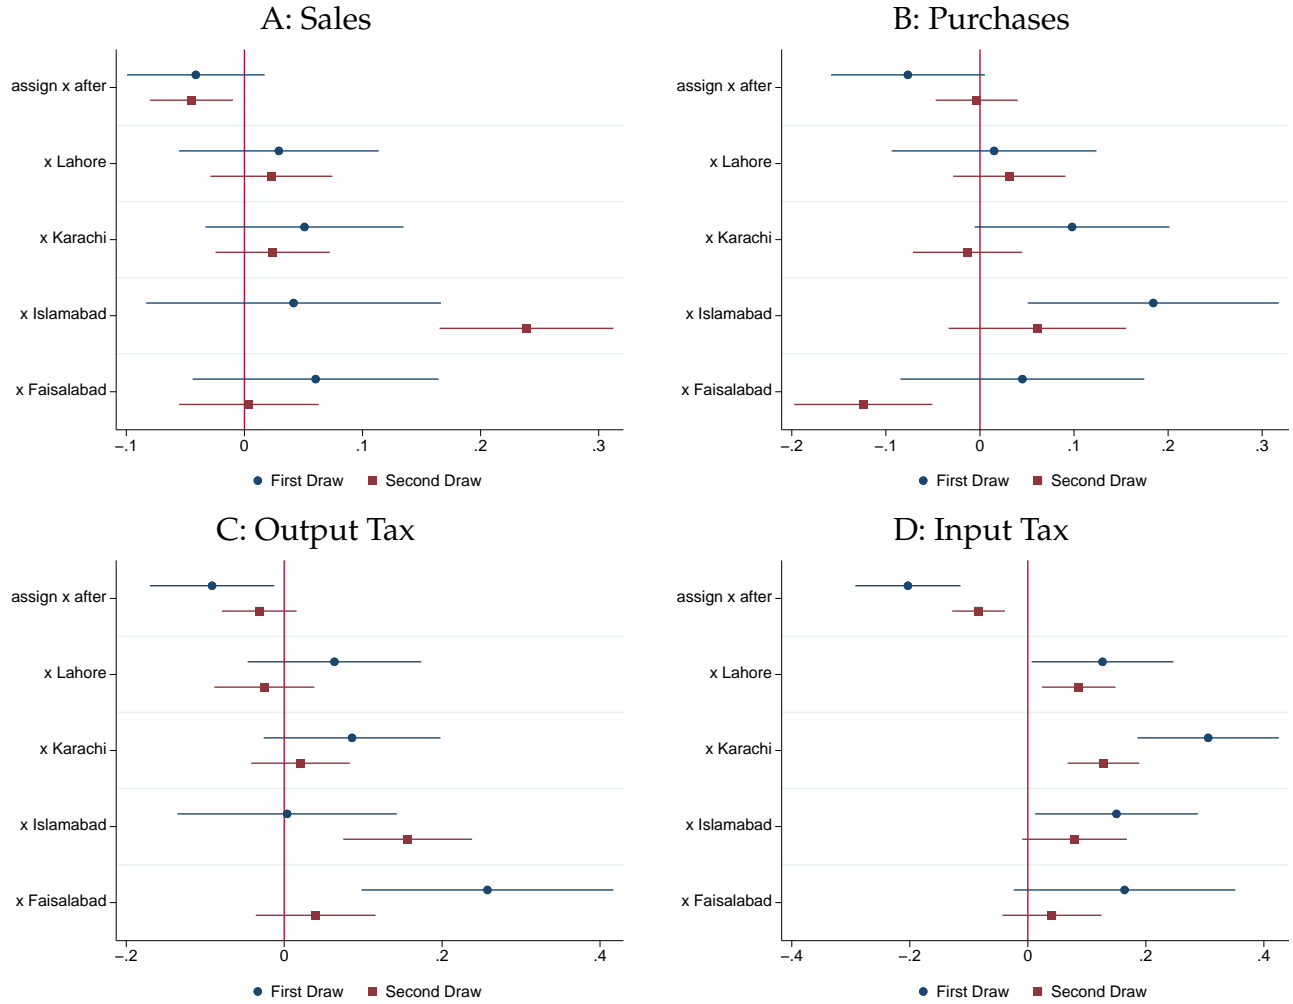 A: Sales
assign x after
x Lahore
x Karachi
x Islamabad
x Faisalabad
−.1 0 .1 .2 .3
First Draw Second Draw
B: Purchases
assign x after
x Lahore
x Karachi
x Islamabad
x Faisalabad
−.2 −.1 0 .1 .2 .3
First Draw Second Draw
C: Output Tax
assign x after
x Lahore
x Karachi
x Islamabad
x Faisalabad
−.2 0 .2 .4
First Draw Second Draw
D: Input Tax
assign x after
x Lahore
x Karachi
x Islamabad
x Faisalabad
−.4 −.2 0 .2 .4
First Draw Second Draw